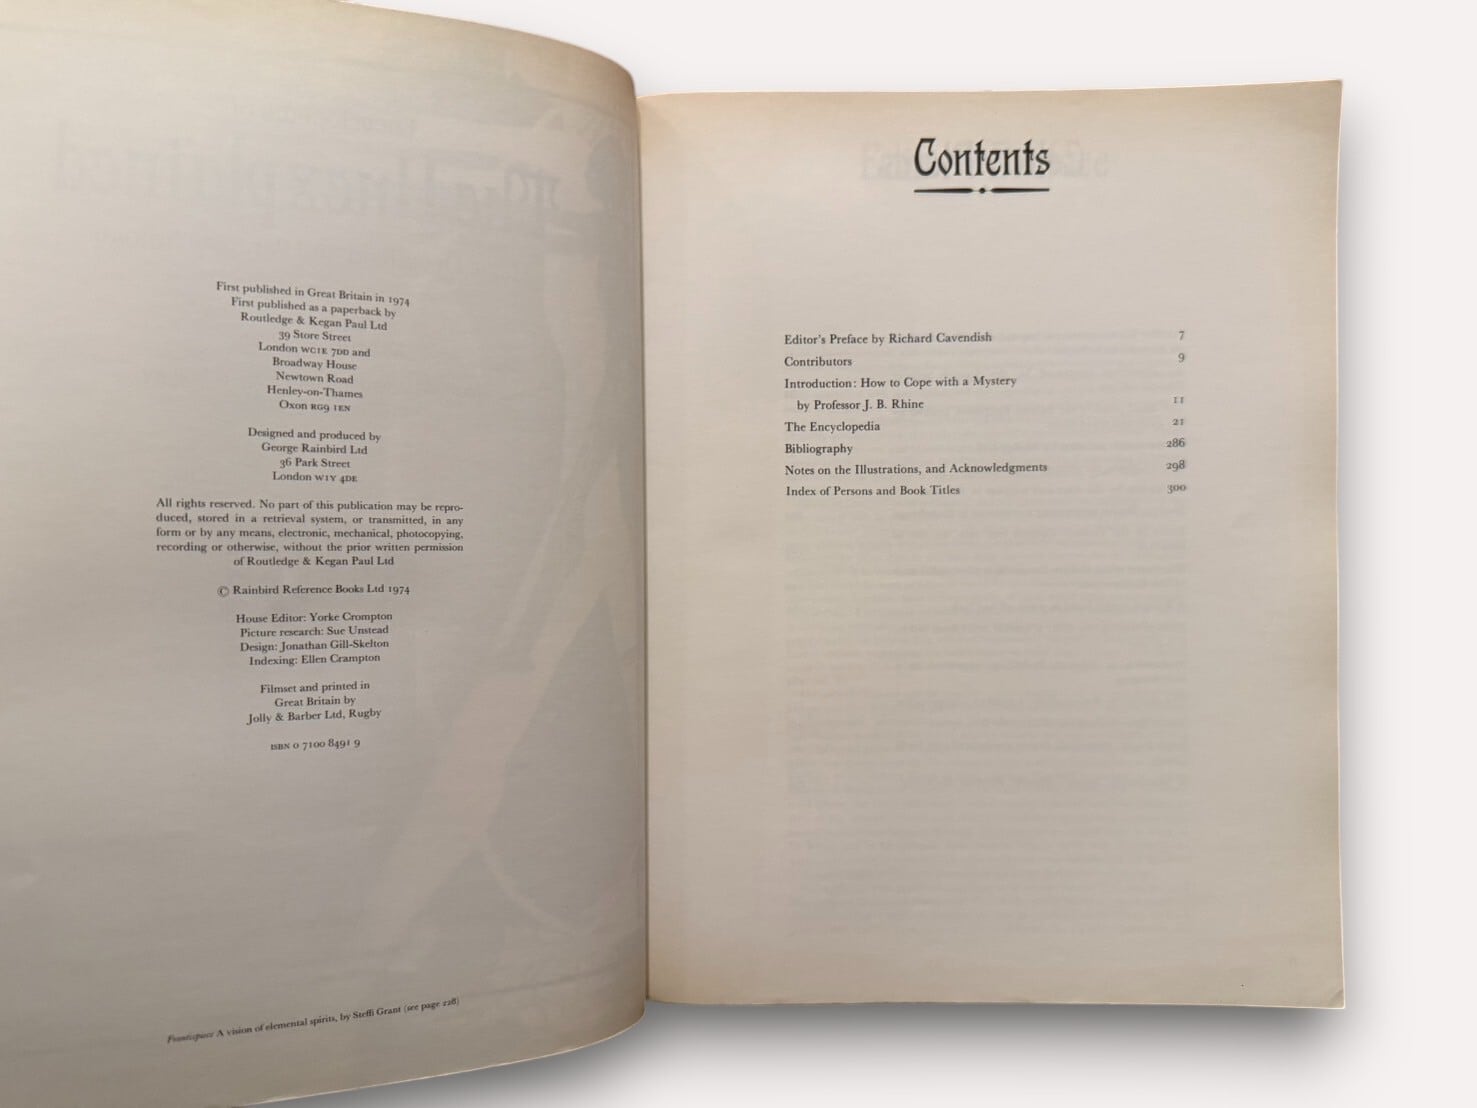 First published in Great Britain in 1974
First published as a paperback by
Routledge & Kegan Paul Ltd
39 Store Street
London WC1E 7DD and
Broadway House
Newtown Road
Henley-on-Thames
Oxon RG9 1EN
Designed and produced by
George Rainbird Ltd
36 Park Street
London W1Y 4DE
All rights reserved. No part of this publication may be repro-
duced, stored in a retrieval system, or transmitted, in any
form or by any means, electronic, mechanical, photocopying,
recording or otherwise, without the prior written permission
of Routledge & Kegan Paul Ltd
© Rainbird Reference Books Ltd 1974
House Editor: Yorke Crompton
Picture research: Sue Unstead
Design: Jonathan Gill-Skelton
Indexing: Ellen Crampton
Filmset and printed in
Great Britain by
Jolly & Barber Ltd, Rugby
ISBN 0 7100 8491 9
Frontispiece A vision of elemental spirits, by Steffi Grant (see page 228)
Contents
Editor's Preface by Richard Cavendish 7
Contributors 9
Introduction: How to Cope with a Mystery
by Professor J. B. Rhine 11
The Encyclopedia 21
Bibliography 286
Notes on the Illustrations, and Acknowledgments 298
Index of Persons and Book Titles 300